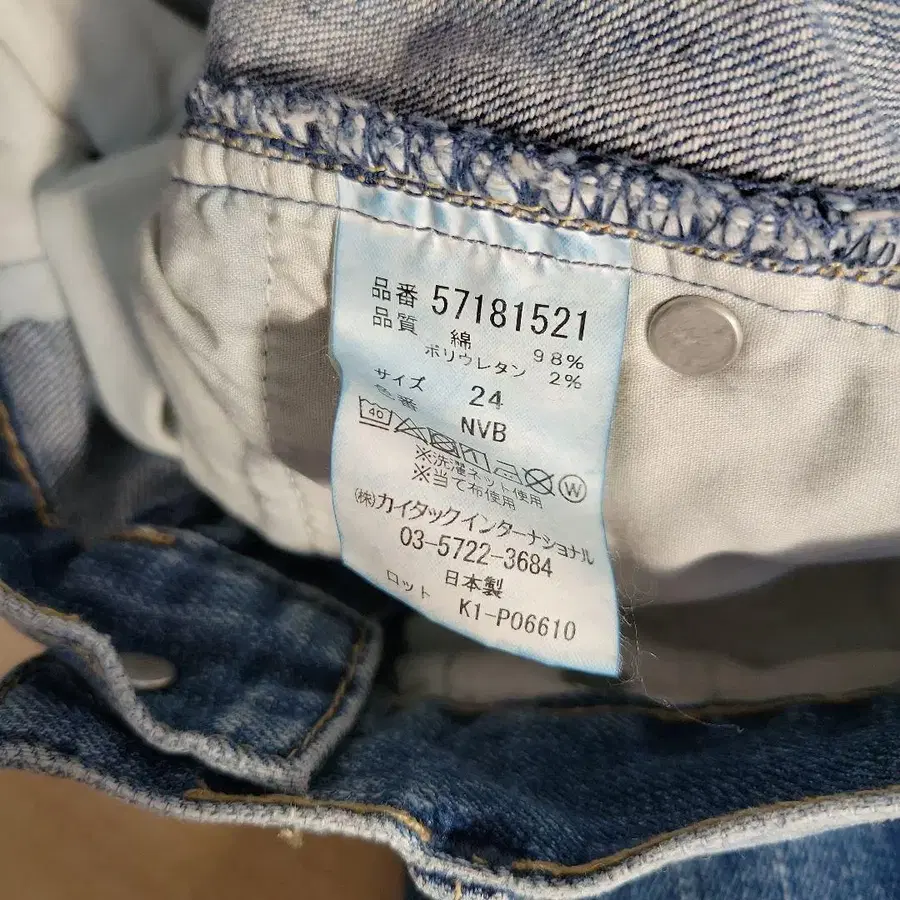 品番 57181521
品質 綿 98%
ポリウレタン 2%
サイズ 24
色番 NVB
40
W
※洗濯ネット使用
※当て布使用
(株)カイタックインターナショナル
03-5722-3684
日本製
ロット K1-P06610